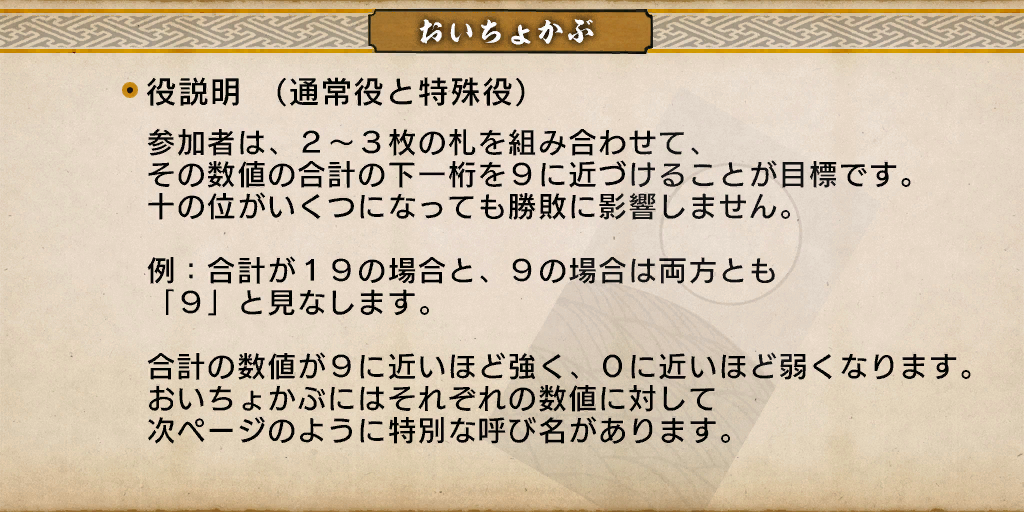 おいちょかぶ
役説明　（通常役と特殊役）
参加者は、２～３枚の札を組み合わせて、
その数値の合計の下一桁を９に近づけることが目標です。
十の位がいくつになっても勝敗に影響しません。
例：合計が１９の場合と、９の場合は両方とも
「９」と見なします。
合計の数値が９に近いほど強く、０に近いほど弱くなります。
おいちょかぶにはそれぞれの数値に対して
次ページのように特別な呼び名があります。